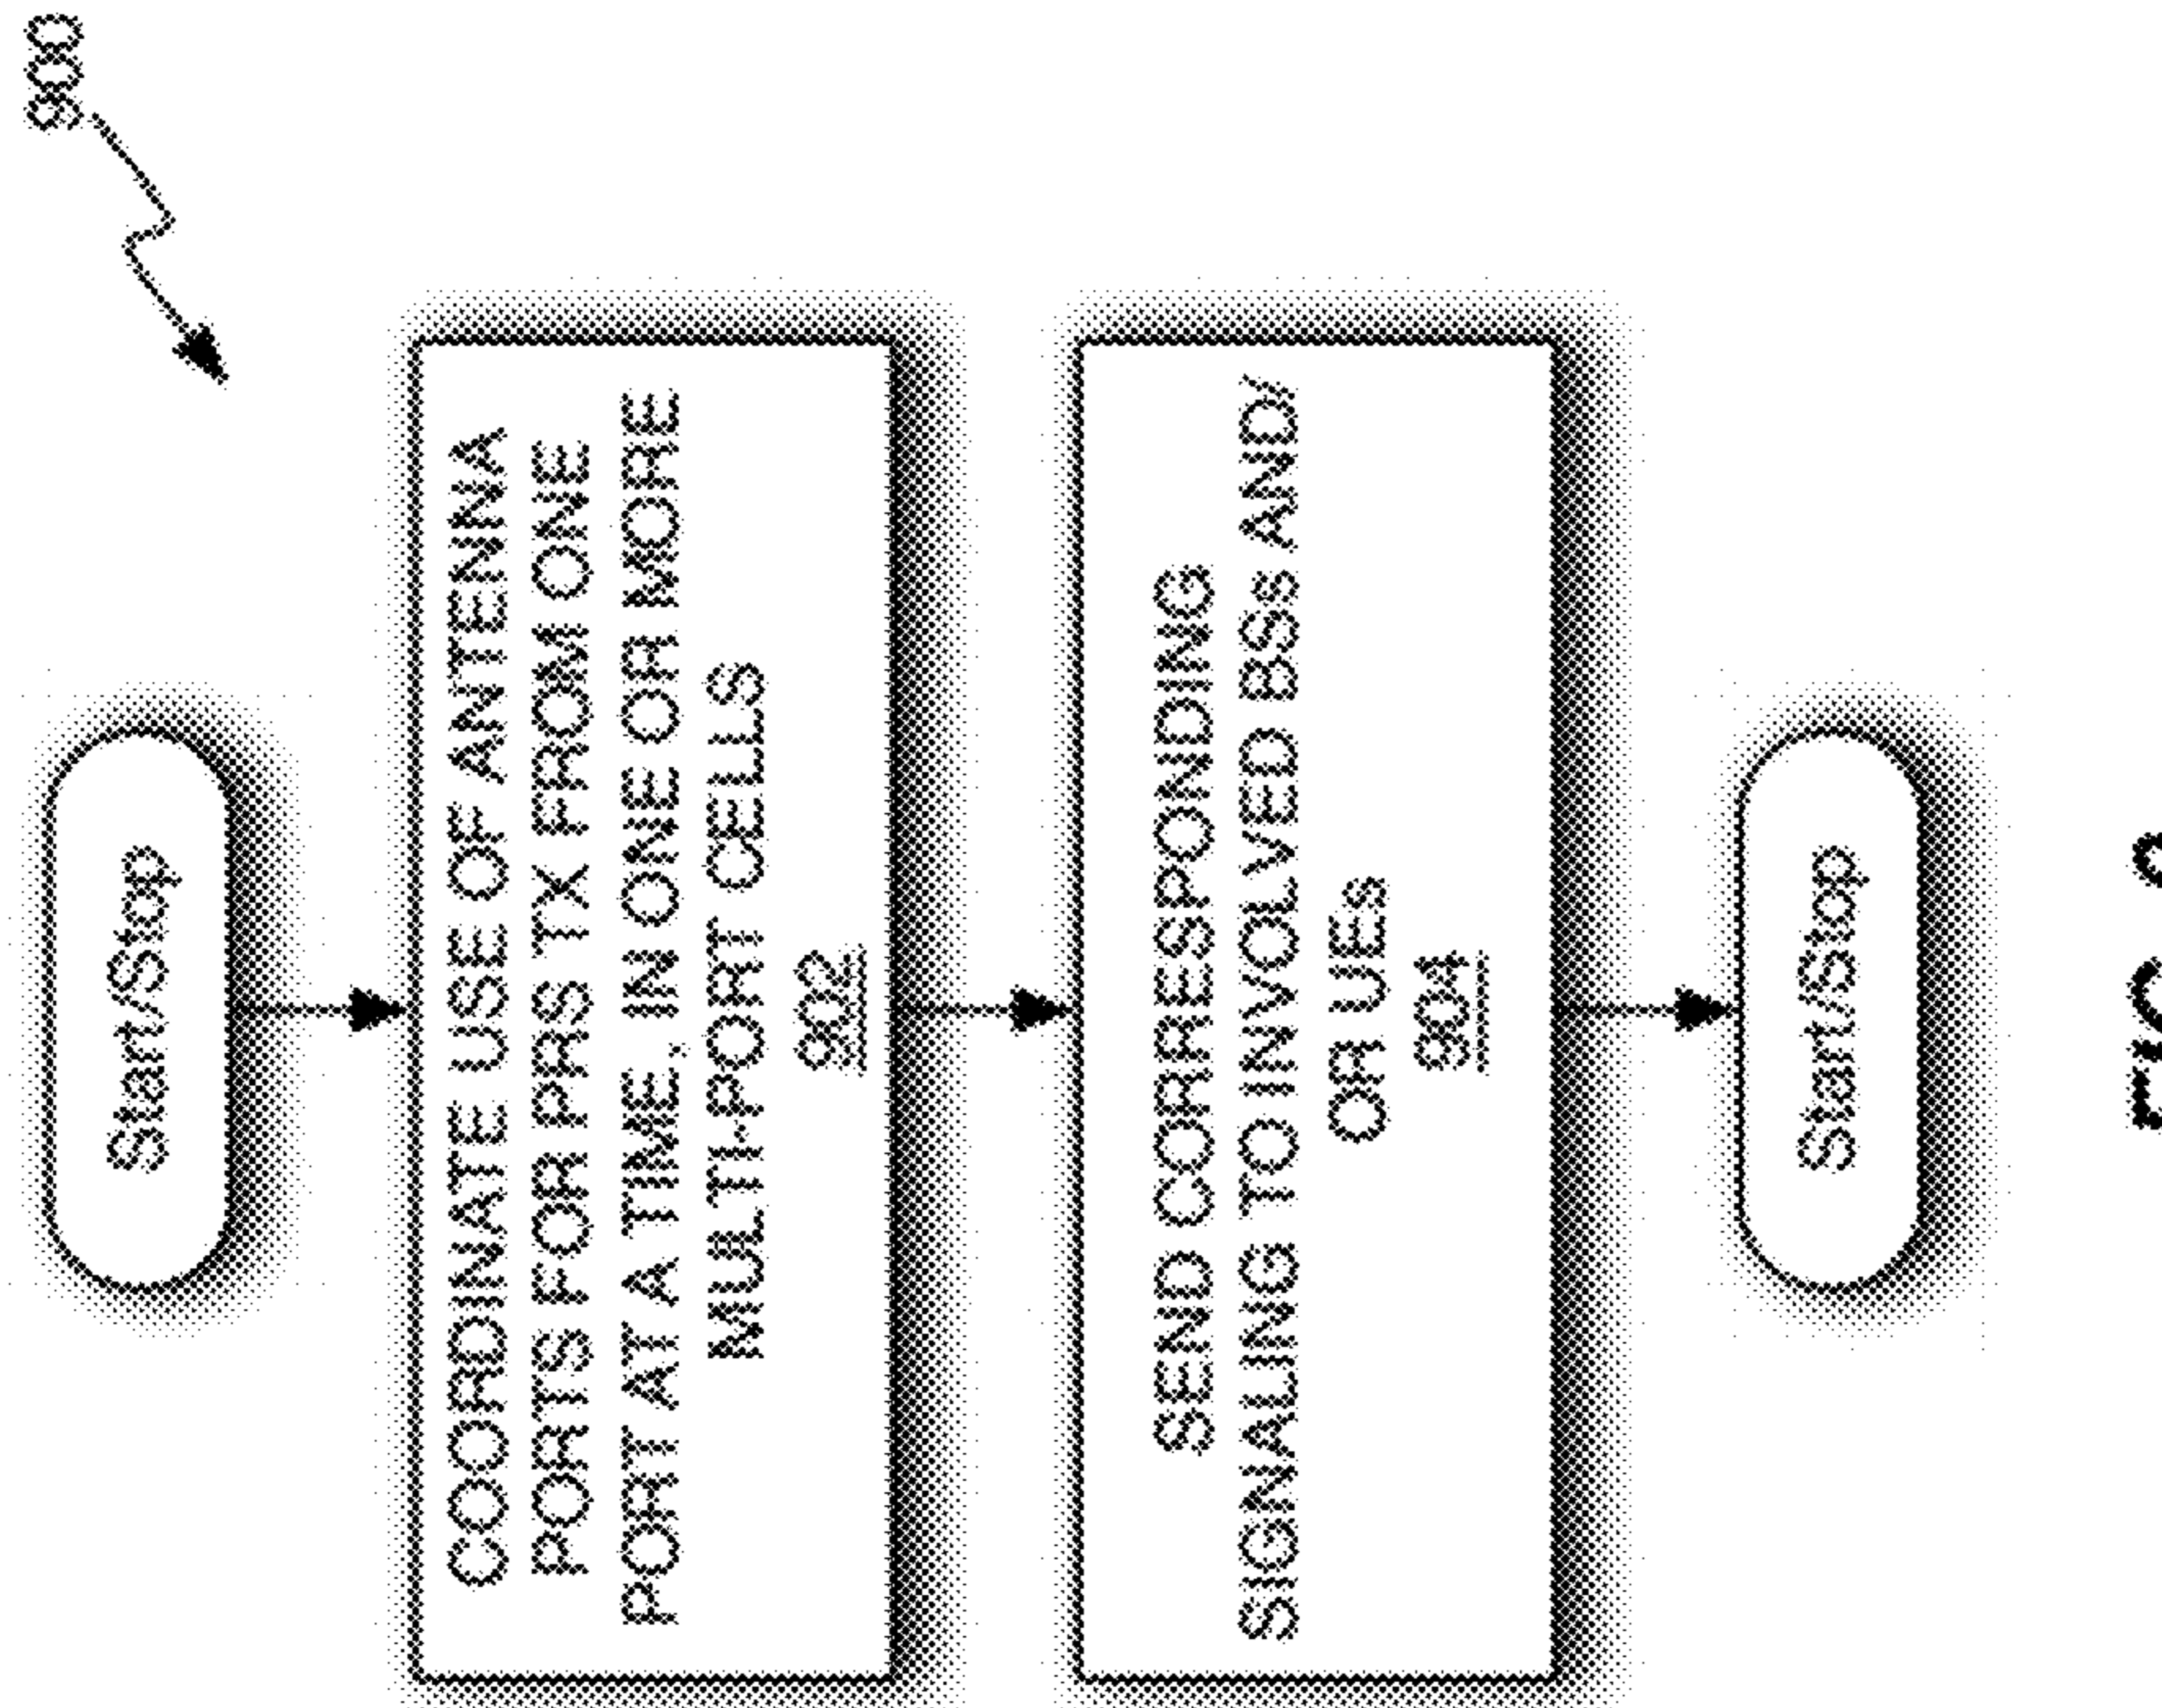 900
Start/Stop
COORDINATE USE OF ANTENNA
PORTS FOR PRS TX FROM ONE
PORT AT A TIME, IN ONE OR MORE
MULTI-PORT CELLS
902
SEND CORRESPONDING
SIGNALING TO INVOLVED BSs AND/
OR UEs
904
Start/Stop